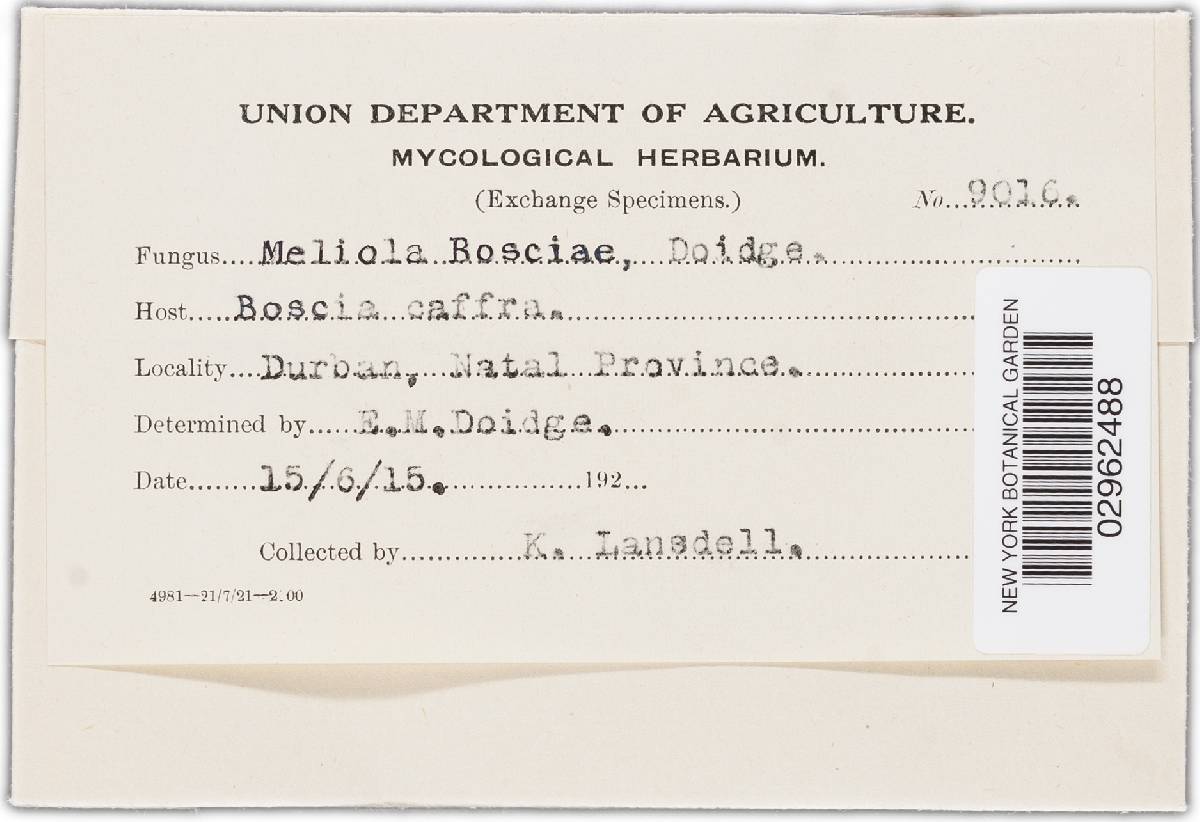 UNION DEPARTMENT OF AGRICULTURE.
MYCOLOGICAL HERBARIUM.
(Exchange Specimens.) No. 9016.
Fungus.... Meliola Bosciae, Doidge.
Host.... Boscia caffra.
Locality.... Durban, Natal Province.
Determined by.... E.M.Doidge.
Date.... 15/6/15. ....192...
Collected by.... K. Lansdell.
4981—21/7/21—
NEW YORK BOTANICAL GARDEN
02962488